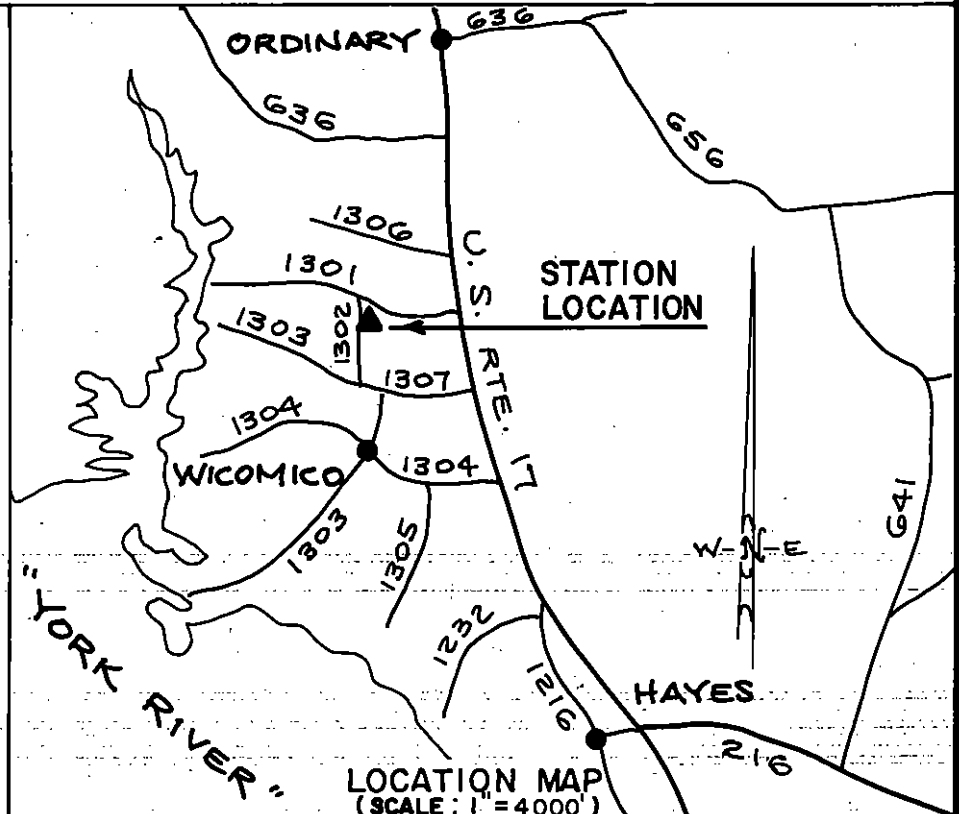 636
ORDINARY
636
656
1306
C. S. RTE. 17
1301
STATION
LOCATION
1302
1303
1307
1304
WICOMICO
1304
641
W-N-E
1303
1305
"YORK RIVER"
1232
1216
HAYES
216
LOCATION MAP
(SCALE: 1"=4000')